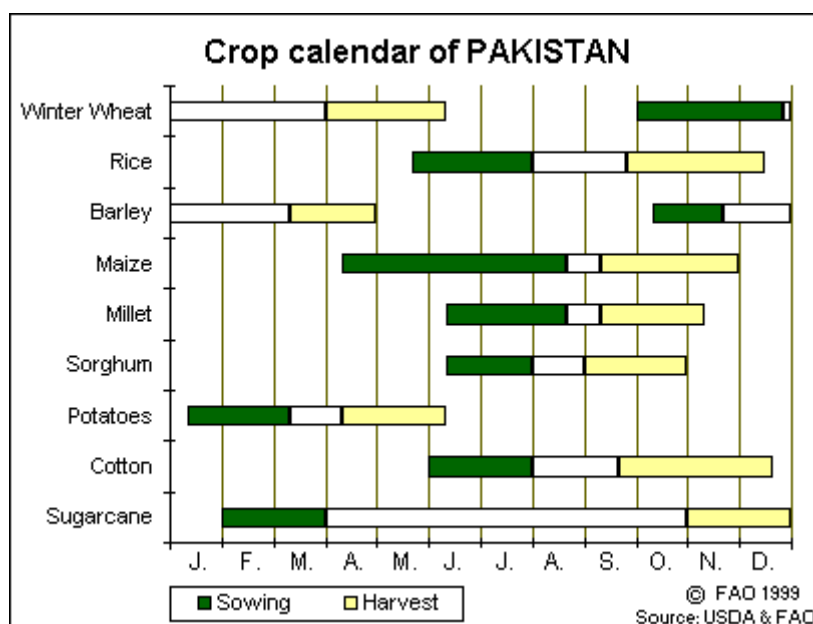 Crop calendar of PAKISTAN
Winter Wheat
Rice
Barley
Maize
Millet
Sorghum
Potatoes
Cotton
Sugarcane
J. F. M. A. M. J. J. A. S. O. N. D.
Sowing Harvest
© FAO 1999
Source: USDA & FAO